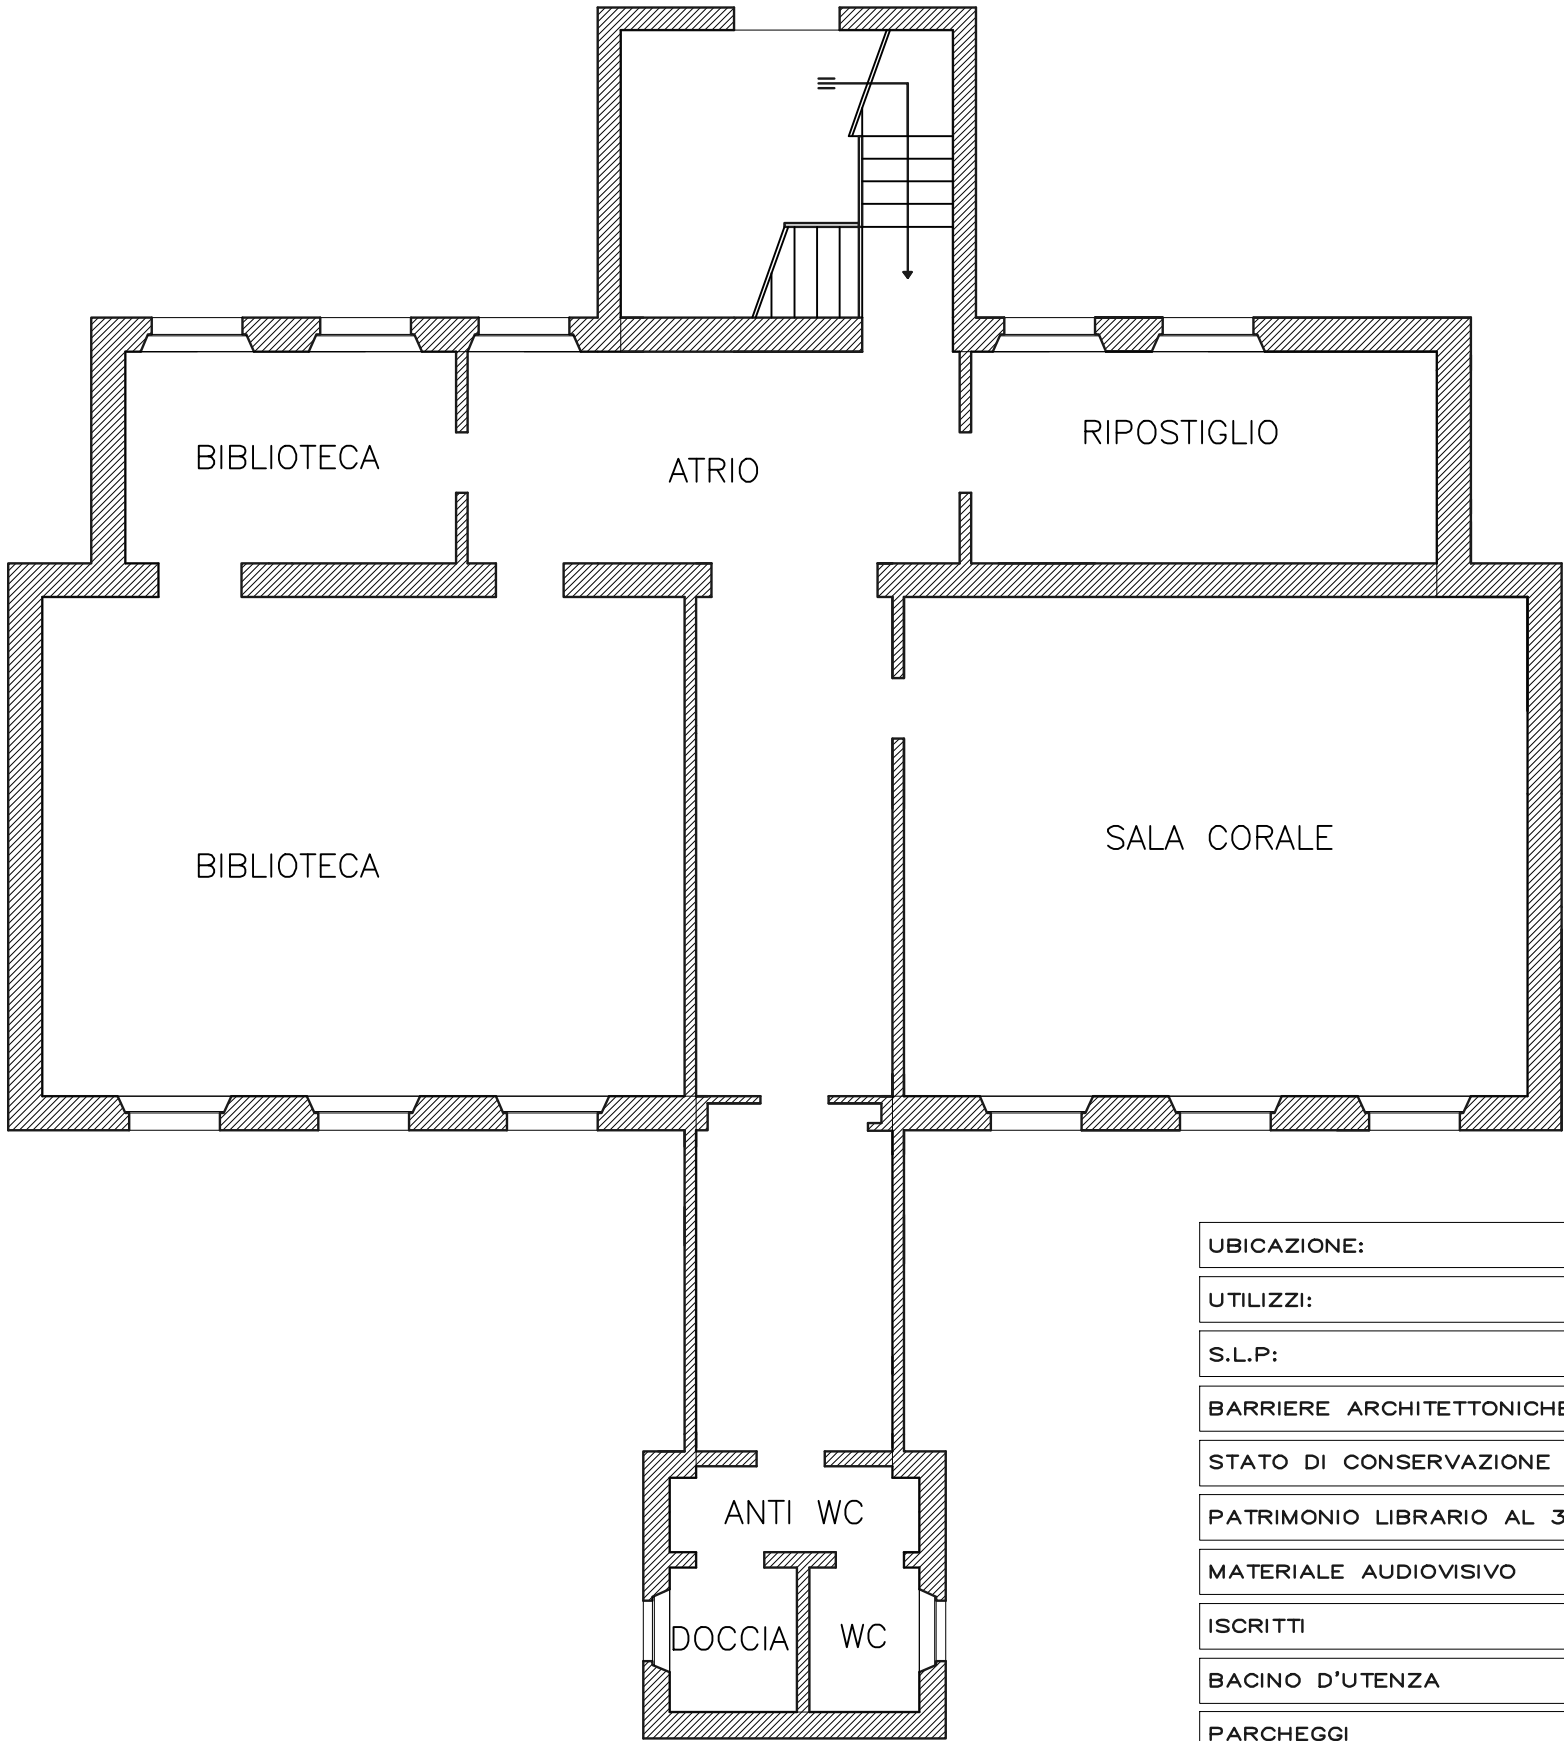 BIBLIOTECA
ATRIO
RIPOSTIGLIO
BIBLIOTECA
SALA CORALE
UBICAZIONE:
UTILIZZI:
S.L.P:
BARRIERE ARCHITETTONICHE
STATO DI CONSERVAZIONE
PATRIMONIO LIBRARIO AL 3
MATERIALE AUDIOVISIVO
ISCRITTI
BACINO D'UTENZA
PARCHEGGI
ANTI WC
DOCCIA
WC